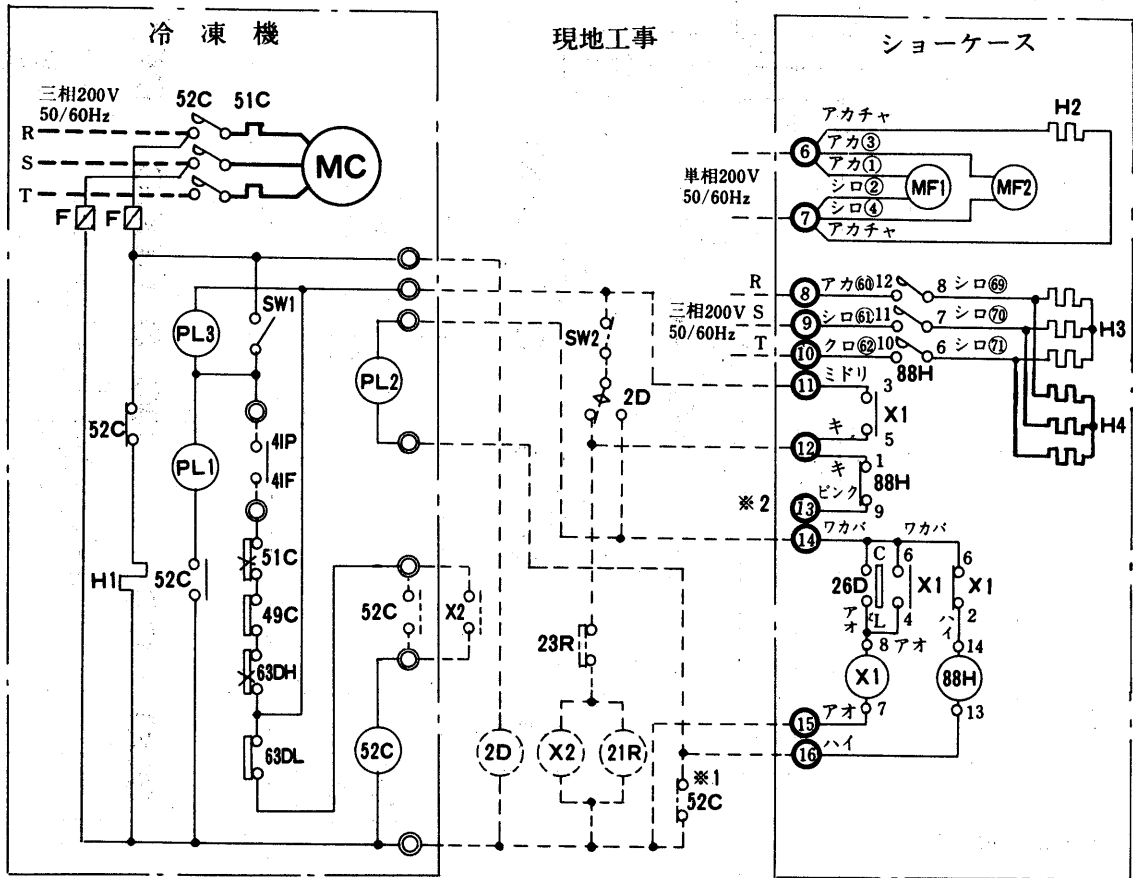 冷凍機
現地工事
ショーケース
三相200V
50/60Hz
52C
51C
R
S
T
MC
F
F
SW1
PL3
PL2
52C
PL1
41P
41F
51C
49C
63DH
63DL
H1
52C
52C
X2
52C
SW2
2D
23R
2D
X2
21R
※1
52C
単相200V
50/60Hz
6
7
アカチャ
アカ③
アカ①
シロ②
シロ④
アカチャ
MF1
MF2
H2
三相200V
50/60Hz
R
S
T
8
9
10
アカ60
シロ61
クロ62
12
11
10
8
7
6
シロ69
シロ70
シロ71
88H
H3
H4
11
ミドリ
3
X1
5
12
キ
キ
1
88H
9
※2
13
ピンク
14
ワカバ
ワカバ
C
26D
L
アオ
6
X1
4
6
X1
2
ハイ
8
アオ
14
X1
88H
7
13
15
アオ
16
ハイ